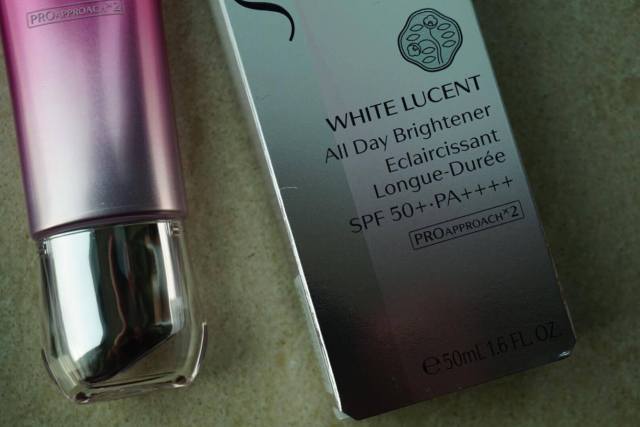 PROAPPROACH×2
WHITE LUCENT
All Day Brightener
Eclaircissant
Longue-Durée
SPF 50+·PA++++
PROAPPROACH×2
℮50mL 1.6 FL. OZ.